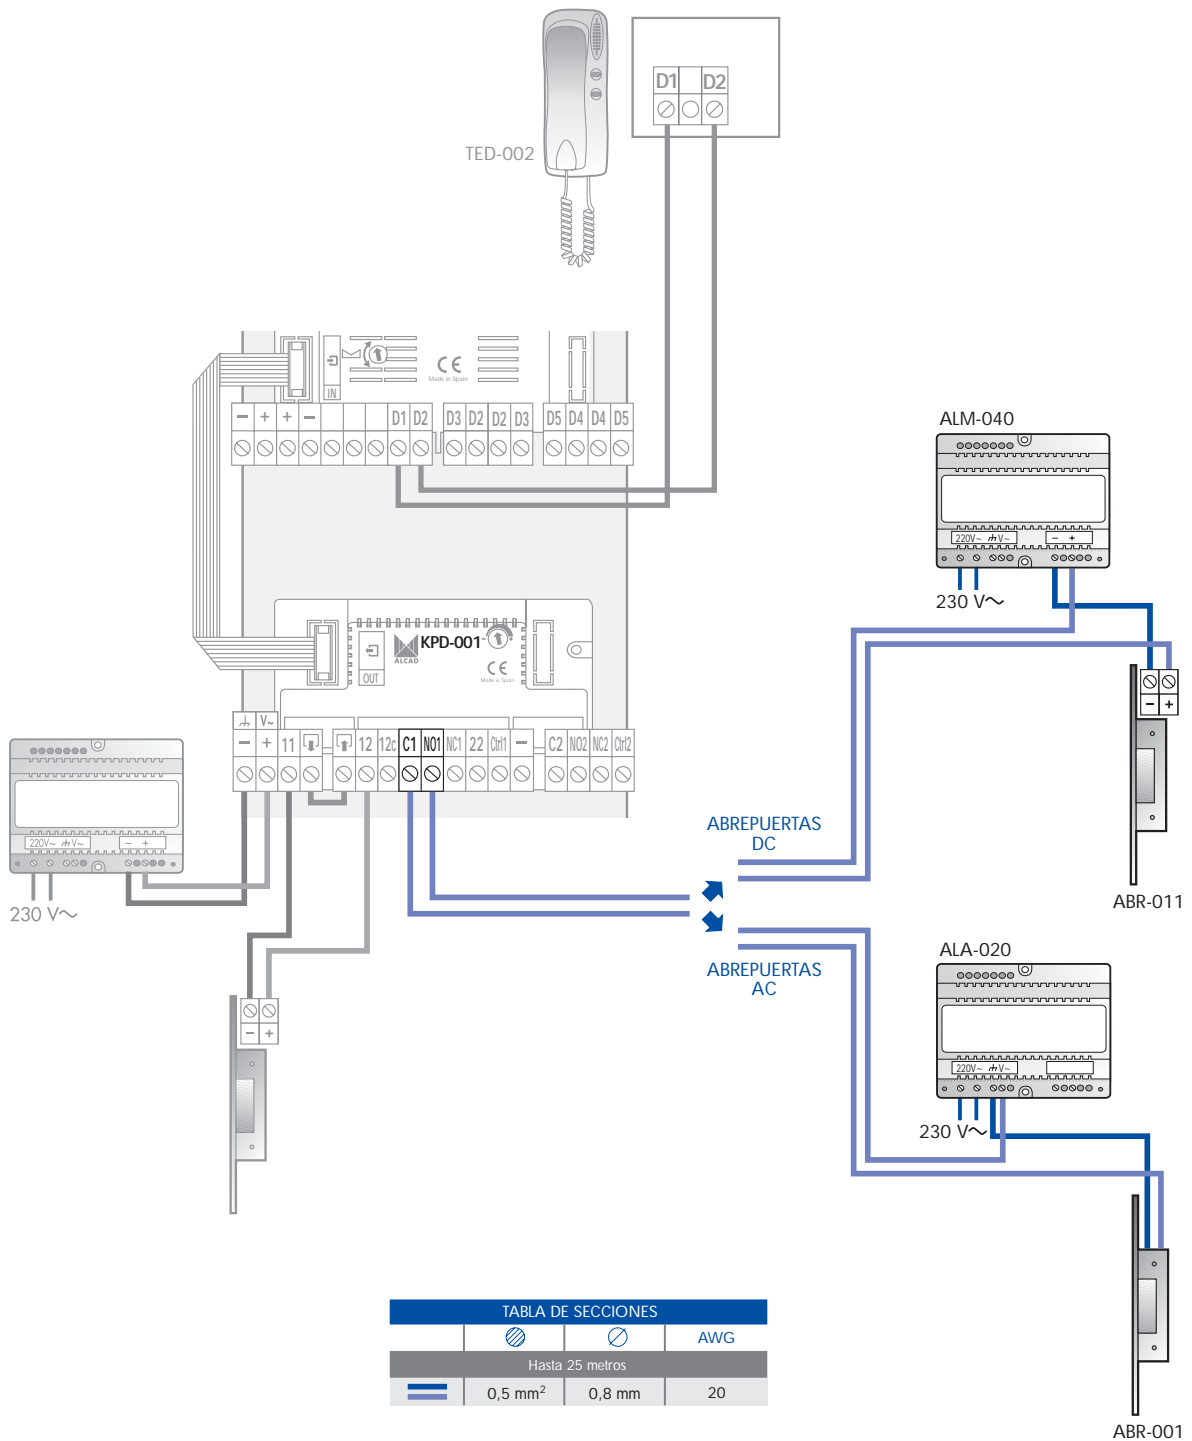 TED-002
D1 D2
IN
CE
Made in Spain
− + + − D1 D2 D3 D2 D2 D3 D5 D4 D4 D5
ALM-040
220V~ V~ − +
230 V~
KPD-001
ALCAD
OUT
CE
Made in Spain
− +
V~
− + 11 12 12c C1 NO1 NC1 22 Ctrl1 − C2 NO2 NC2 Ctrl2
220V~ V~ − +
230 V~
ABREPUERTAS
DC
ABR-011
ABREPUERTAS
AC
ALA-020
220V~ V~
230 V~
− +
TABLA DE SECCIONES
AWG
Hasta 25 metros
0,5 mm² 0,8 mm 20
ABR-001